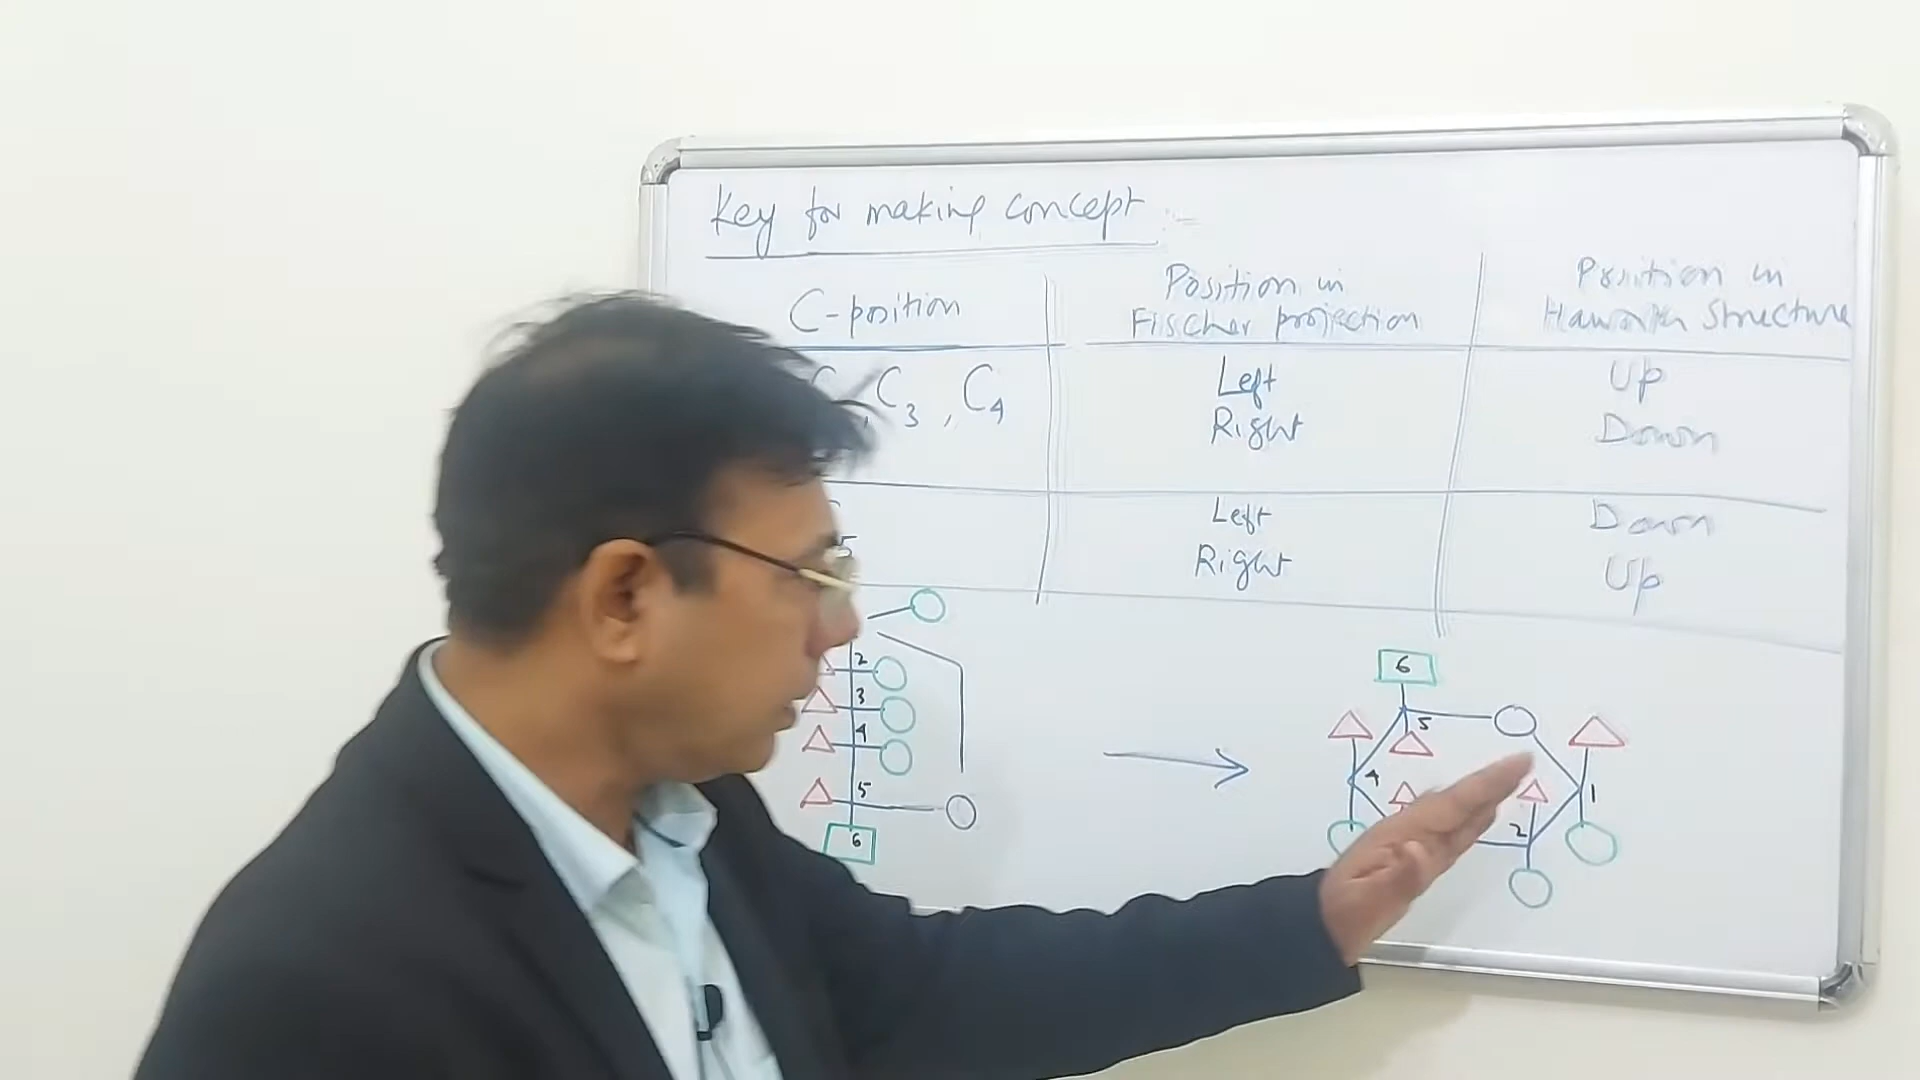 Key for making concept :-
C-position
Position in
Fischer projection
Position in
Haworth Structure
C , C3 , C4
Left
Right
Up
Down
5
Left
Right
Down
Up
2
3
4
5
6
6
5
4
1
2